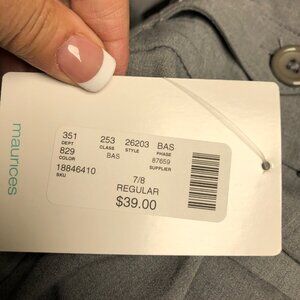 maurices
351 253 26203 BAS
DEPT CLASS STYLE PHASE
829 BAS 87659
COLOR SUPPLIER
18846410
SKU
7/8
REGULAR
$39.00